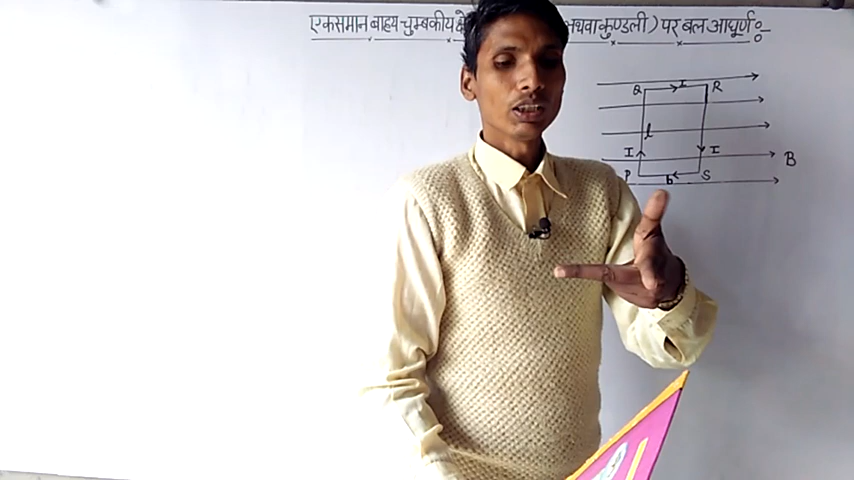 एकसमान बाह्य चुम्बकीय अथवा कुण्डली ) पर बल आघूर्ण :-
Q I R
l
I I B
P b S